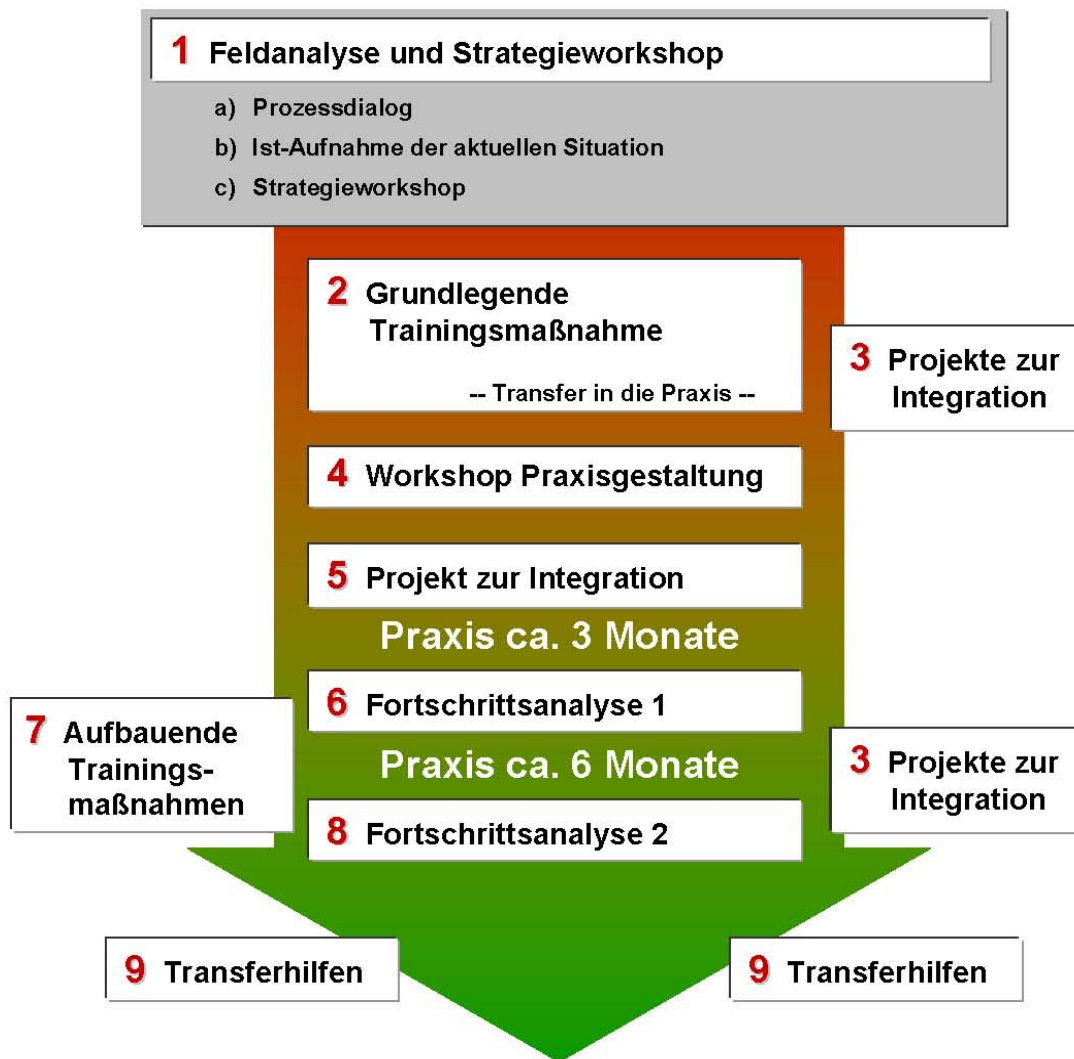 1 Feldanalyse und Strategieworkshop
a) Prozessdialog
b) Ist-Aufnahme der aktuellen Situation
c) Strategieworkshop
2 Grundlegende
Trainingsmaßnahme
-- Transfer in die Praxis --
3 Projekte zur
Integration
4 Workshop Praxisgestaltung
5 Projekt zur Integration
Praxis ca. 3 Monate
6 Fortschrittsanalyse 1
7 Aufbauende
Trainings-
maßnahmen
Praxis ca. 6 Monate
3 Projekte zur
Integration
8 Fortschrittsanalyse 2
9 Transferhilfen
9 Transferhilfen